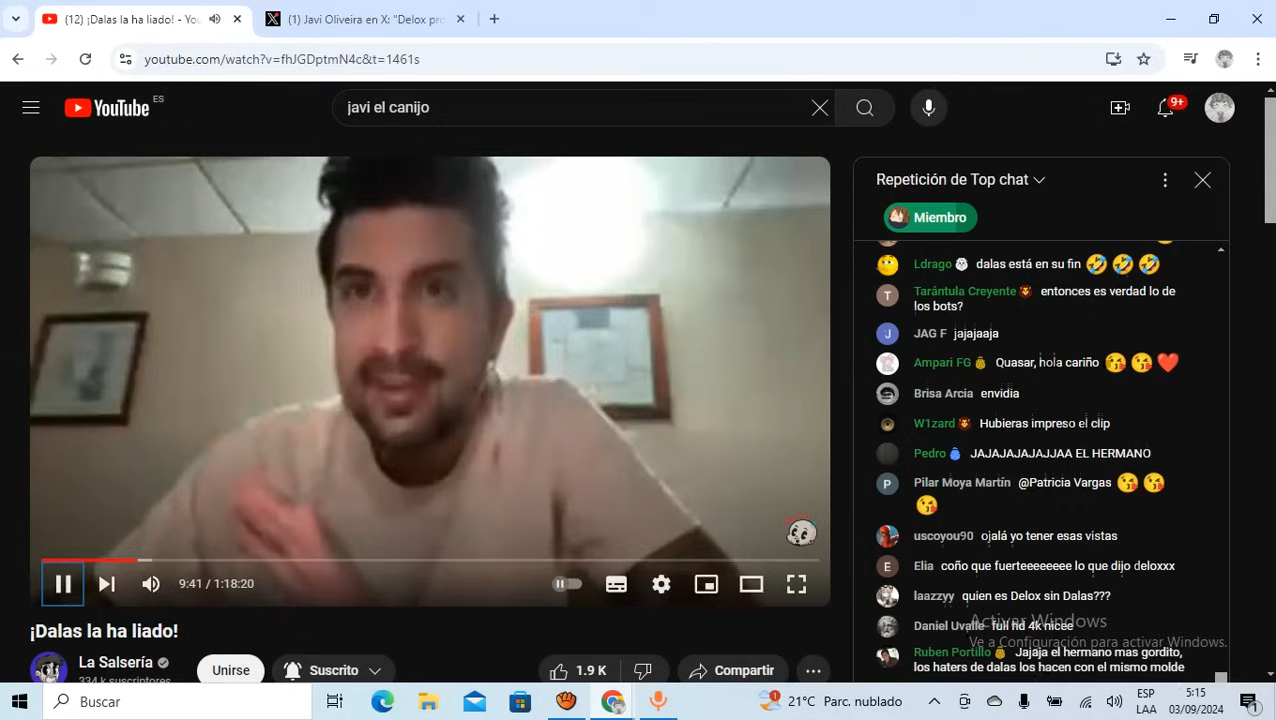 (12) ¡Dalas la ha liado! - You
(1) Javi Oliveira en X: "Delox pro
youtube.com/watch?v=fhJGDptmN4c&t=1461s
YouTube ES
javi el canijo
9+
Repetición de Top chat
Miembro
Ldrago dalas está en su fin
Tarántula Creyente entonces es verdad lo de
los bots?
J JAG F jajajaaja
Ampari FG Quasar, hola cariño
Brisa Arcia envidia
W1zard Hubieras impreso el clip
Pedro JAJAJAJAJAJJAA EL HERMANO
P Pilar Moya Martín @Patricia Vargas
uscoyou90 ojalá yo tener esas vistas
E Elia coño que fuerteeeeeee lo que dijo deloxxx
laazzyy quien es Delox sin Dalas???
Daniel Uvalle full hd 4k nicee
Ruben Portillo Jajaja el hermano mas gordito,
los haters de dalas los hacen con el mismo molde
Activar Windows
Ve a Configuración para activar Windows.
9:41 / 1:18:20
¡Dalas la ha liado!
La Salsería
334 k suscriptores
Unirse
Suscrito
1.9 K
Compartir
Buscar
21°C Parc. nublado
ESP
LAA
5:15
03/09/2024
1